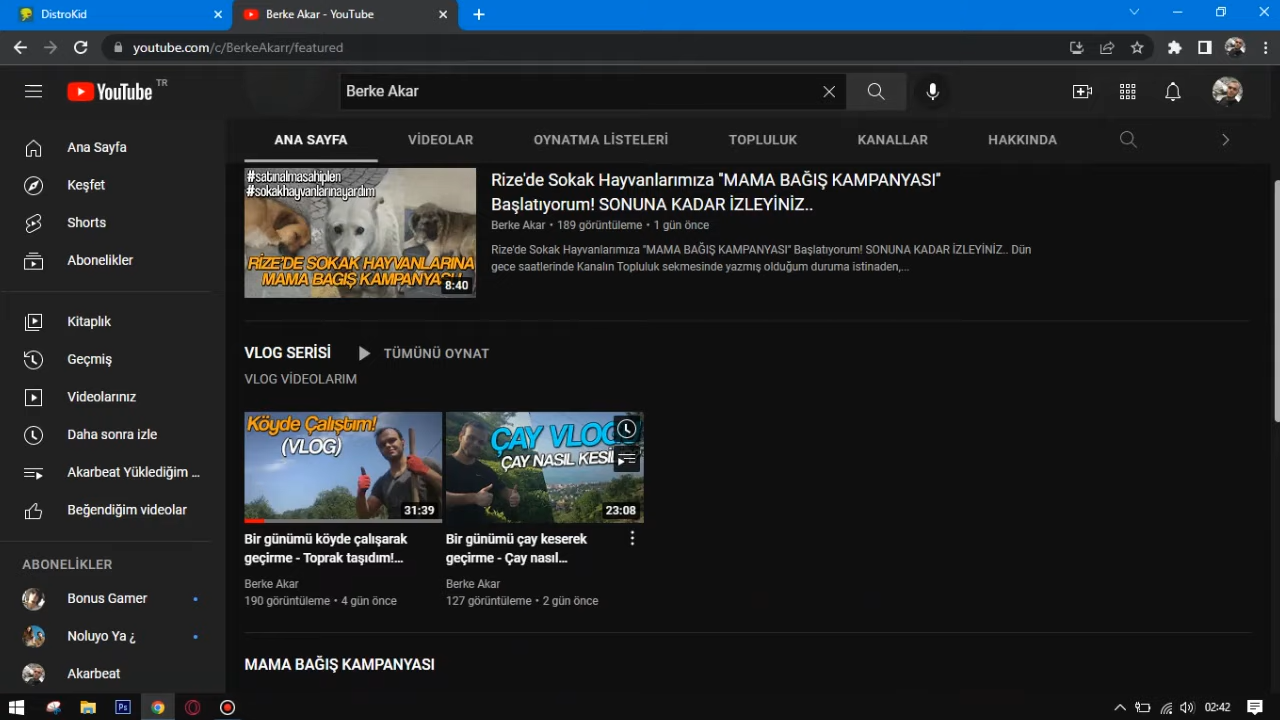 DistroKid
Berke Akar - YouTube
youtube.com/c/BerkeAkarr/featured
YouTube TR
Berke Akar
Ana Sayfa
Keşfet
Shorts
Abonelikler
Kitaplık
Geçmiş
Videolarınız
Daha sonra izle
Akarbeat Yüklediğim ...
Beğendiğim videolar
ABONELİKLER
Bonus Gamer
Noluyo Ya ¿
Akarbeat
ANA SAYFA
VİDEOLAR
OYNATMA LİSTELERİ
TOPLULUK
KANALLAR
HAKKINDA
#satınalmasahiplen
#sokakhayvanlarınayardım
RİZE'DE SOKAK HAYVANLARINA
MAMA BAĞIŞ KAMPANYASI
8:40
Rize'de Sokak Hayvanlarımıza "MAMA BAĞIŞ KAMPANYASI"
Başlatıyorum! SONUNA KADAR İZLEYİNİZ..
Berke Akar • 189 görüntüleme • 1 gün önce
Rize'de Sokak Hayvanlarımıza "MAMA BAĞIŞ KAMPANYASI" Başlatıyorum! SONUNA KADAR İZLEYİNİZ.. Dün
gece saatlerinde Kanalın Topluluk sekmesinde yazmış olduğum duruma istinaden,...
VLOG SERİSİ
TÜMÜNÜ OYNAT
VLOG VİDEOLARIM
Köyde Çalıştım!
(VLOG)
31:39
Bir günümü köyde çalışarak
geçirme - Toprak taşıdım!...
Berke Akar
190 görüntüleme • 4 gün önce
ÇAY VLOG
ÇAY NASIL KESİL
23:08
Bir günümü çay keserek
geçirme - Çay nasıl...
Berke Akar
127 görüntüleme • 2 gün önce
MAMA BAĞIŞ KAMPANYASI
Ps
02:42